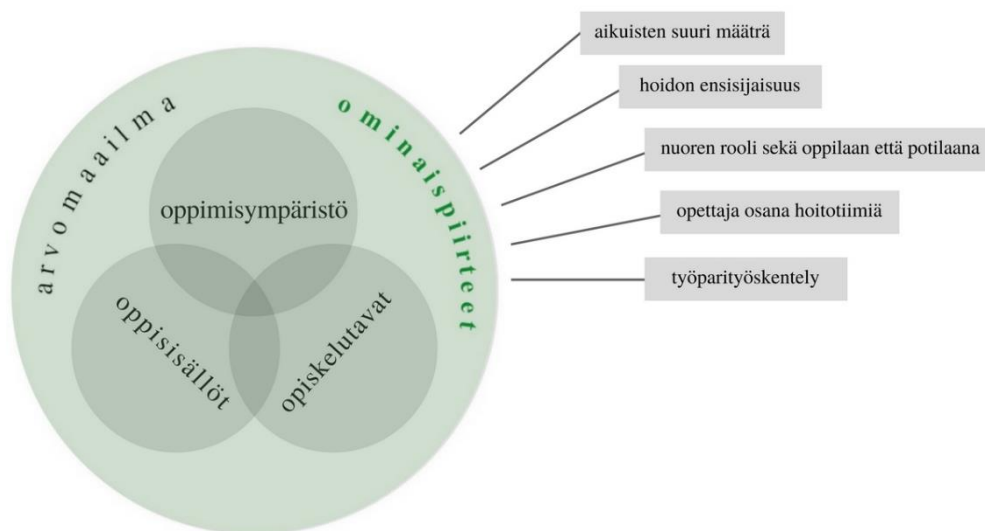 arvomaailma
ominaispiirteet
oppimisympäristö
oppisisällöt
opiskelutavat
aikuisten suuri määträ
hoidon ensisijaisuus
nuoren rooli sekä oppilaan että potilaana
opettaja osana hoitotiimiä
työparityöskentely